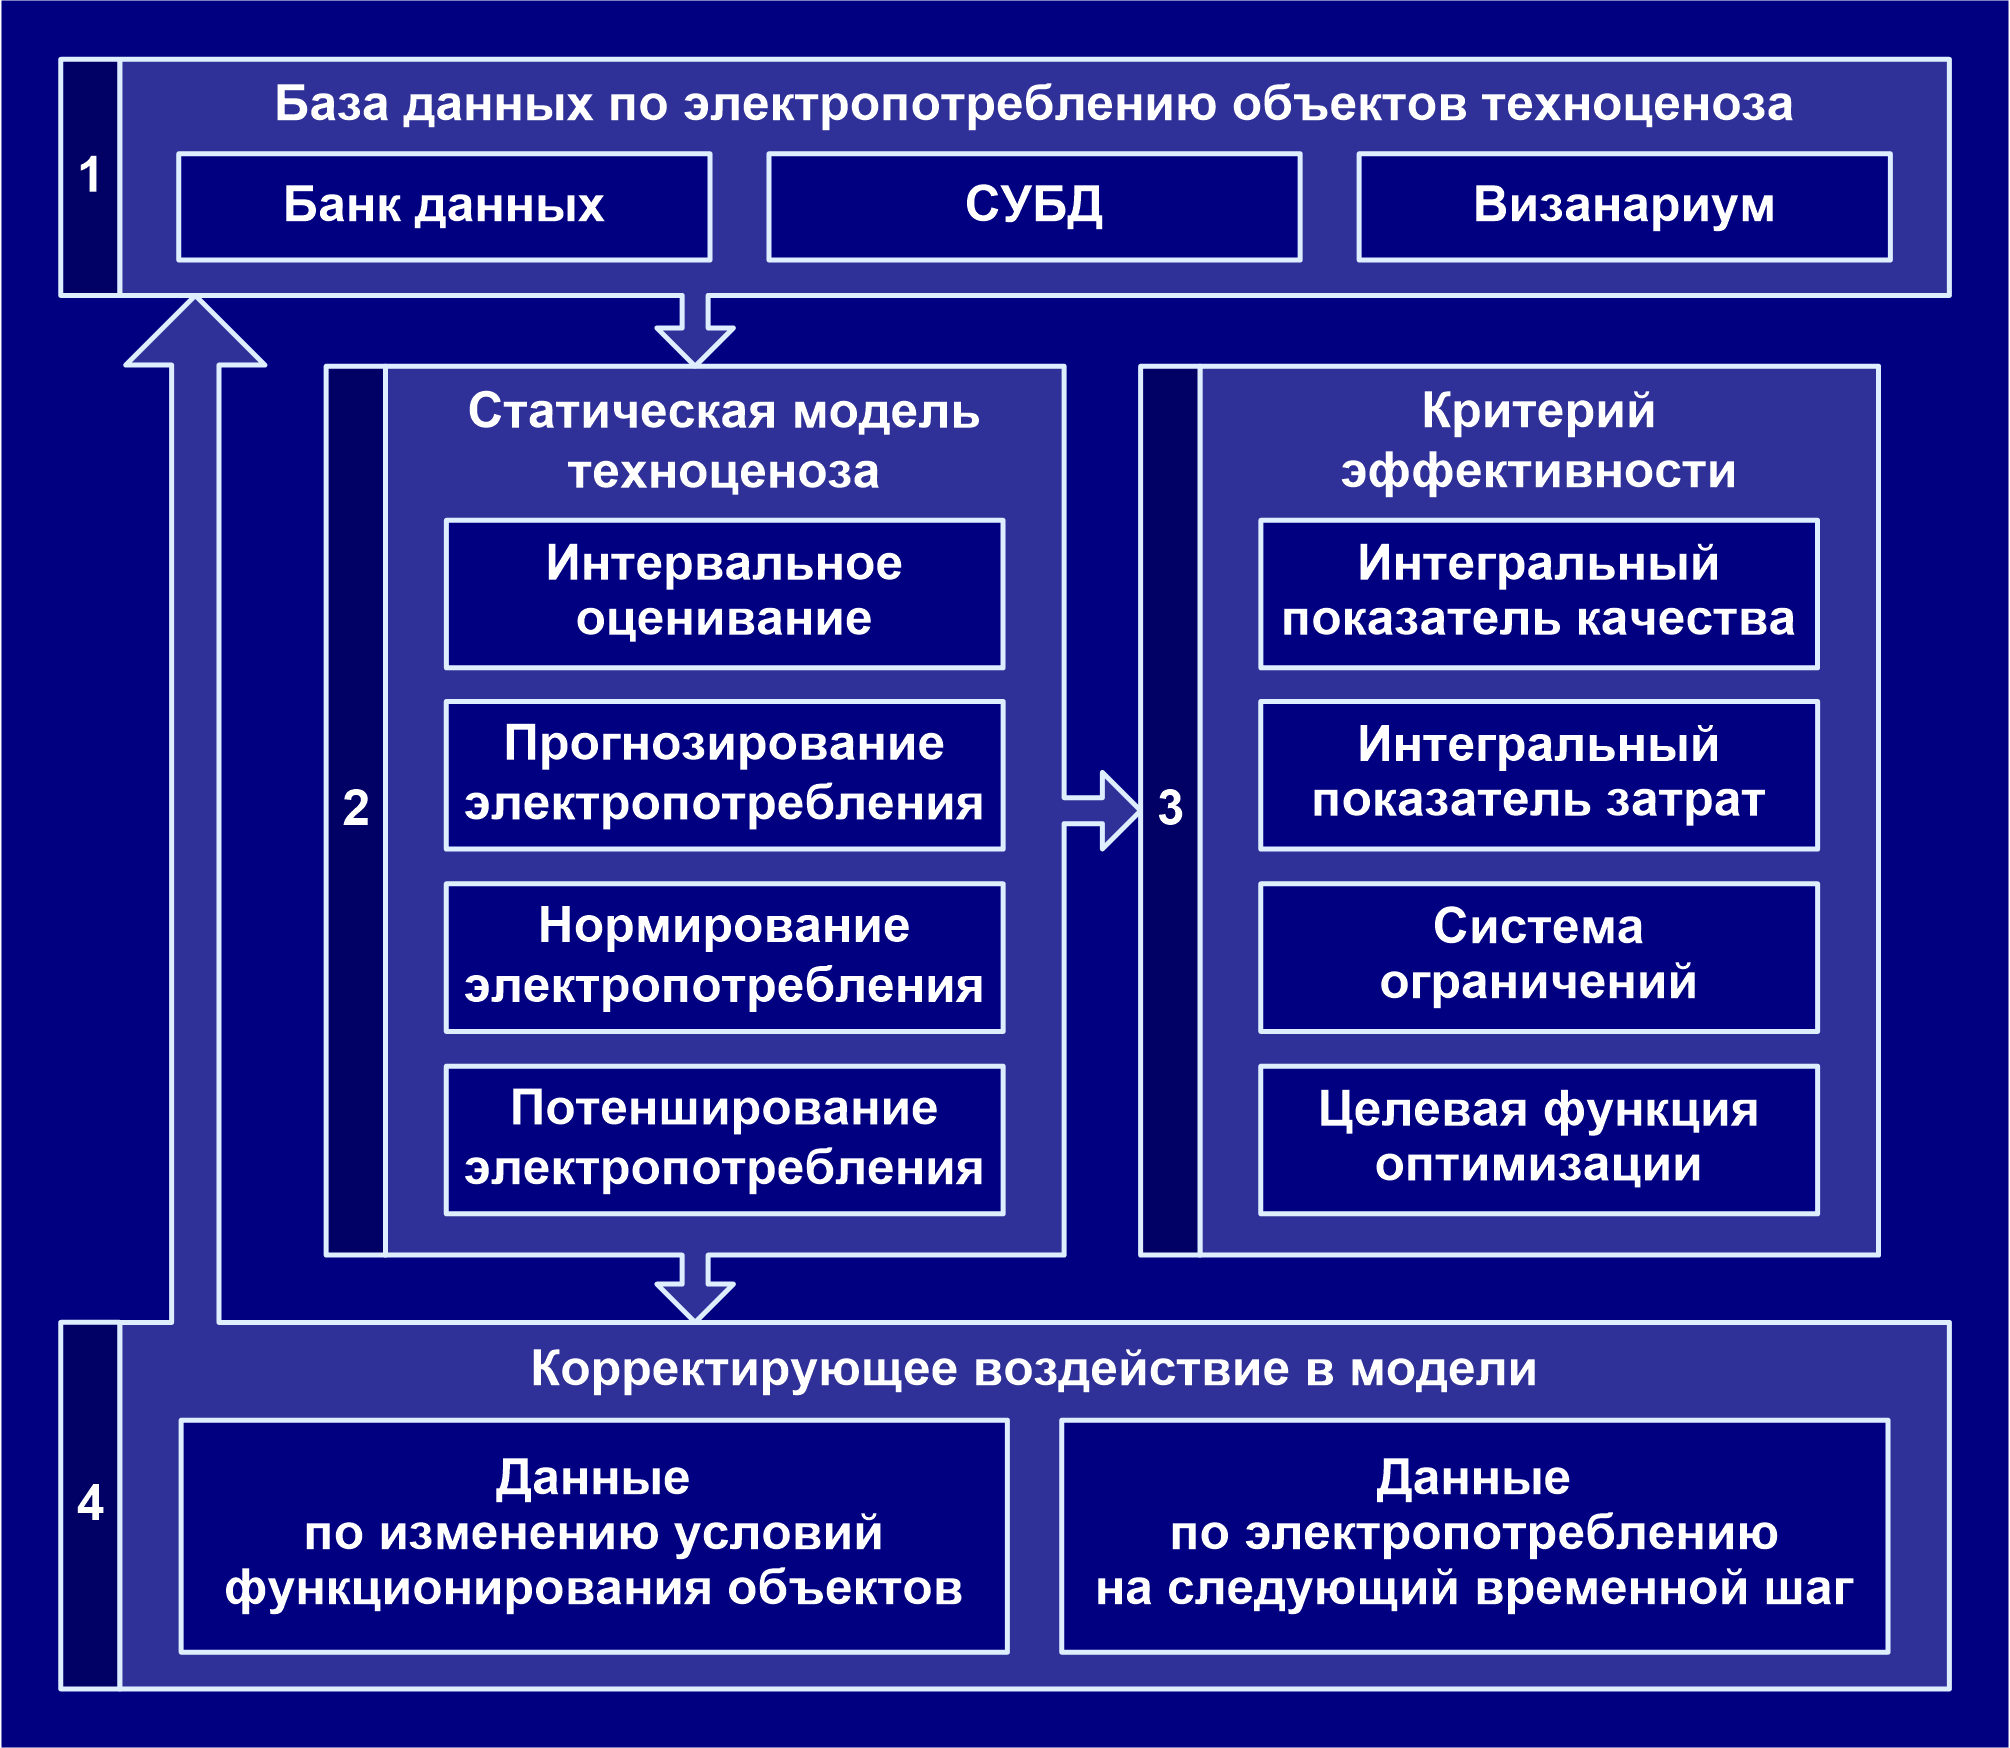 1
База данных по электропотреблению объектов техноценоза
Банк данных
СУБД
Визанариум
2
Статическая модель
техноценоза
Интервальное
оценивание
Прогнозирование
электропотребления
Нормирование
электропотребления
Потенширование
электропотребления
3
Критерий
эффективности
Интегральный
показатель качества
Интегральный
показатель затрат
Система
ограничений
Целевая функция
оптимизации
4
Корректирующее воздействие в модели
Данные
по изменению условий
функционирования объектов
Данные
по электропотреблению
на следующий временной шаг